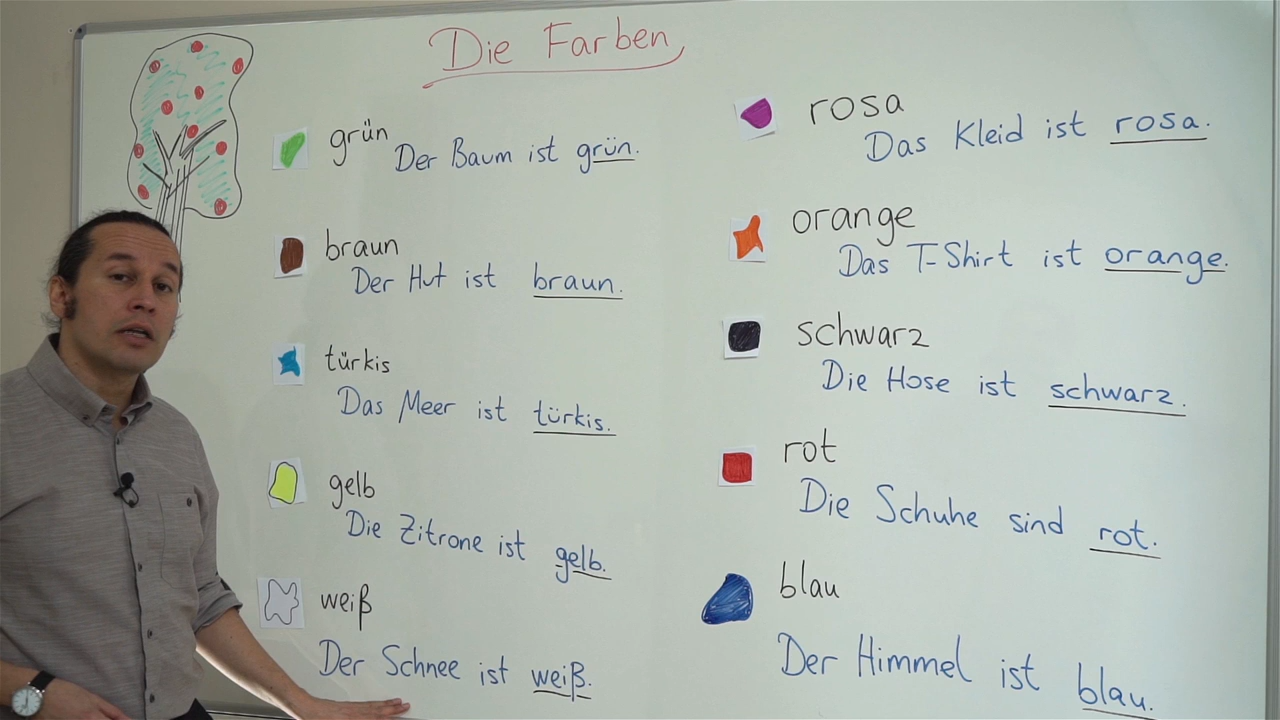 Die Farben
grün
Der Baum ist grün.
braun
Der Hut ist braun.
türkis
Das Meer ist türkis.
gelb
Die Zitrone ist gelb.
weiß
Der Schnee ist weiß.
rosa
Das Kleid ist rosa.
orange
Das T-Shirt ist orange.
schwarz
Die Hose ist schwarz.
rot
Die Schuhe sind rot.
blau
Der Himmel ist blau.